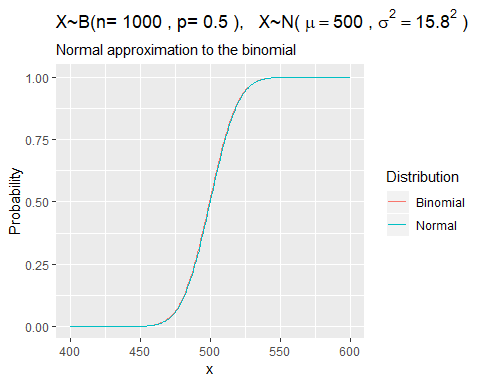 X~B(n= 1000 , p= 0.5 ),   X~N( μ = 500 , σ² = 15.8² )
Normal approximation to the binomial
1.00
0.75
0.50
0.25
0.00
Probability
400 450 500 550 600
x
Distribution
Binomial
Normal